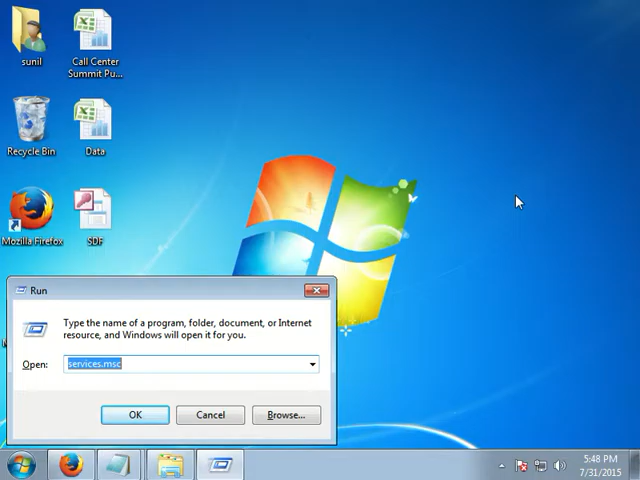 sunil
Call Center
Summit Pu...
Recycle Bin
Data
Mozilla Firefox
SDF
Run
Type the name of a program, folder, document, or Internet
resource, and Windows will open it for you.
Open:
services.msc
OK
Cancel
Browse...
5:48 PM
7/31/2015